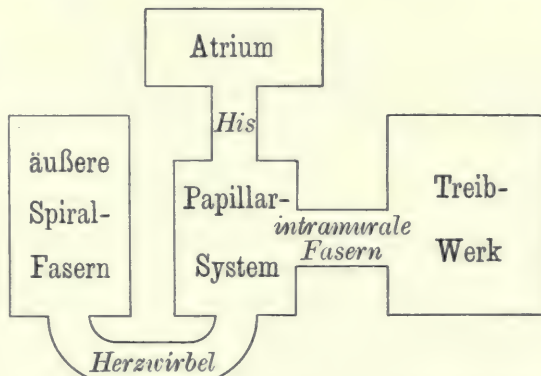 Atrium
His
äußere
Spiral-
Fasern
Papillar-
System
intramurale
Fasern
Treib-
Werk
Herzwirbel